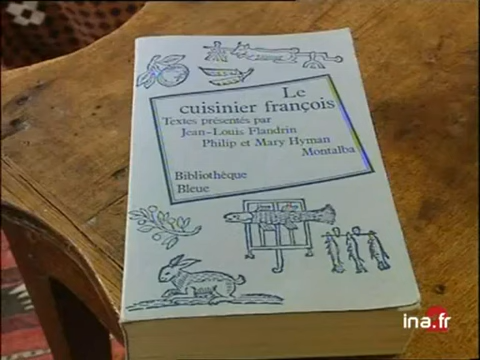 Le
cuisinier françois
Textes présentés par
Jean-Louis Flandrin
Philip et Mary Hyman
Montalba
Bibliothèque
Bleue
ina.fr